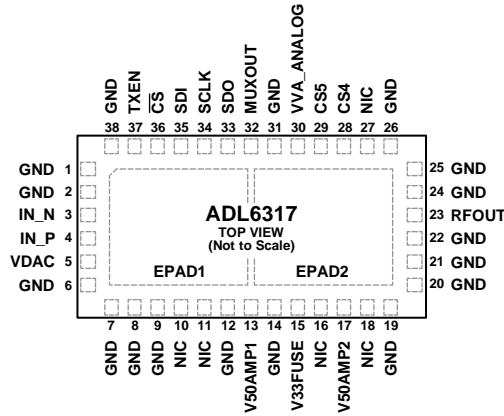 GND
TXEN
CS
SDI
SCLK
SDO
MUXOUT
GND
VVA_ANALOG
CS5
CS4
NIC
GND
38 37 36 35 34 33 32 31 30 29 28 27 26
GND 1
GND 2
IN_N 3
IN_P 4
VDAC 5
GND 6
25 GND
24 GND
23 RFOUT
22 GND
21 GND
20 GND
ADL6317
TOP VIEW
(Not to Scale)
EPAD1
EPAD2
7 8 9 10 11 12 13 14 15 16 17 18 19
GND
GND
GND
NIC
NIC
GND
V50AMP1
GND
V33FUSE
NIC
V50AMP2
NIC
GND